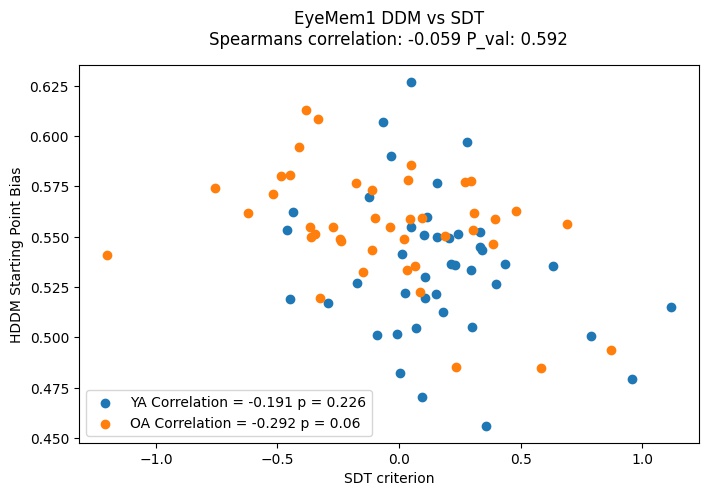 EyeMem1 DDM vs SDT
Spearmans correlation: -0.059 P_val: 0.592
HDDM Starting Point Bias
0.625
0.600
0.575
0.550
0.525
0.500
0.475
0.450
YA Correlation = -0.191 p = 0.226
OA Correlation = -0.292 p = 0.06
−1.0 −0.5 0.0 0.5 1.0
SDT criterion